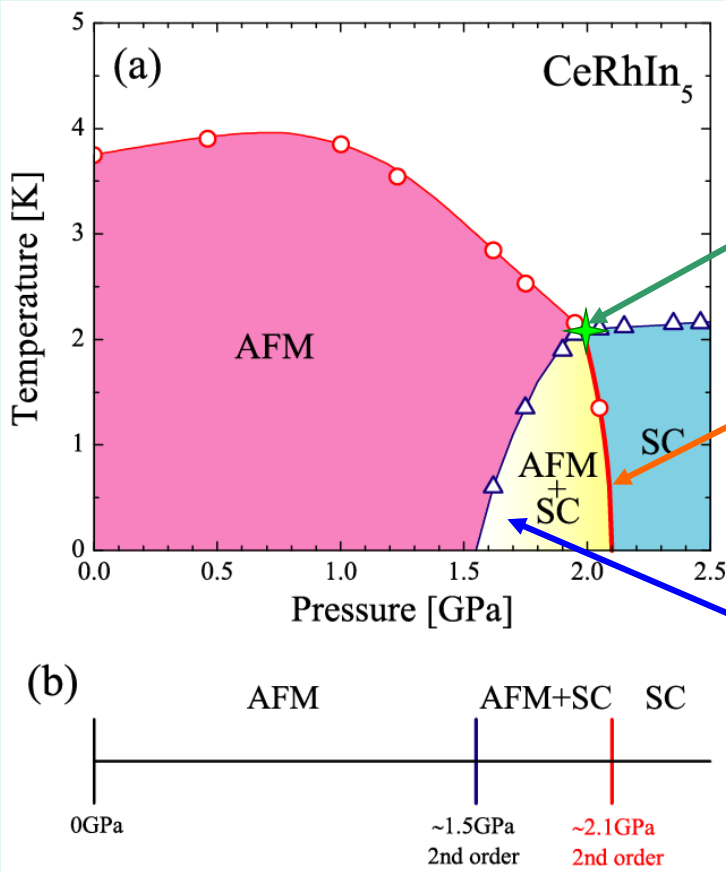 (a)
CeRhIn5
Temperature [K]
5
4
3
2
1
0
AFM
AFM
+
SC
SC
0.0 0.5 1.0 1.5 2.0 2.5
Pressure [GPa]
(b)
AFM AFM+SC SC
0GPa ~1.5GPa ~2.1GPa
2nd order 2nd order